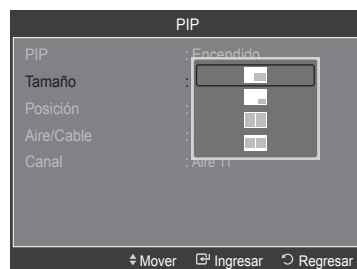 PIP
PIP : Encendido
Tamaño :
Posición :
Aire/Cable :
Canal : Aire 11
Mover Ingresar Regresar